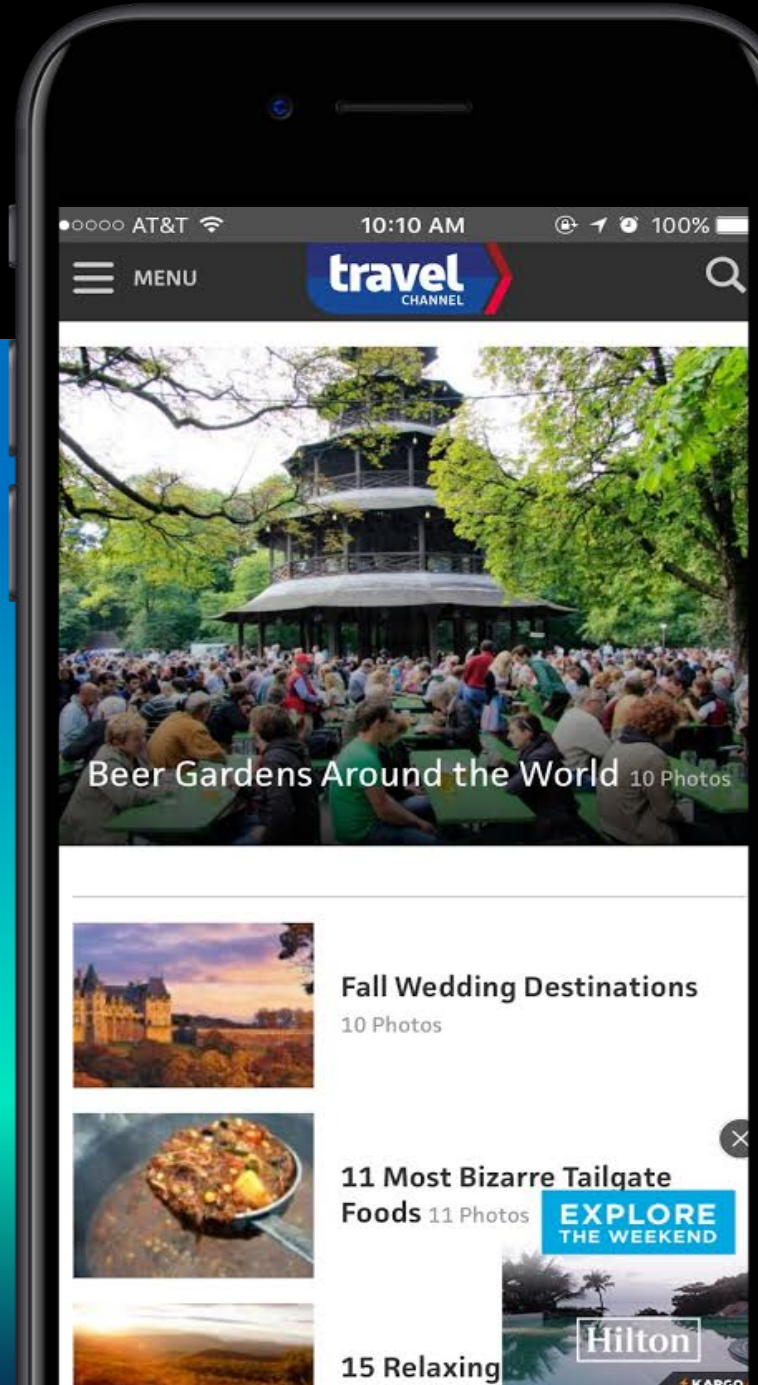 AT&T 10:10 AM 100%
MENU travel
CHANNEL
Beer Gardens Around the World 10 Photos
Fall Wedding Destinations
10 Photos
11 Most Bizarre Tailgate
Foods 11 Photos
EXPLORE
THE WEEKEND
Hilton
15 Relaxing
KARGO